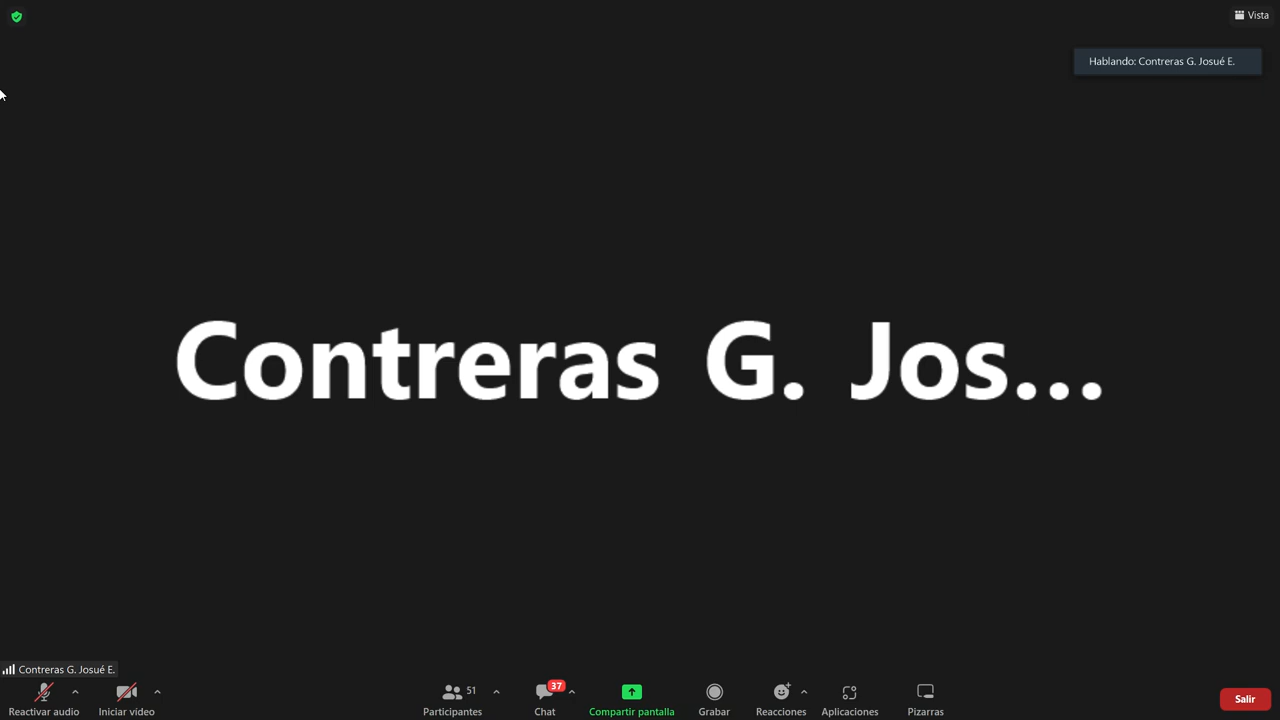 Vista
Hablando: Contreras G. Josué E.
Contreras G. Jos...
Contreras G. Josué E.
51
37
Reactivar audio
Iniciar video
Participantes
Chat
Compartir pantalla
Grabar
Reacciones
Aplicaciones
Pizarras
Salir